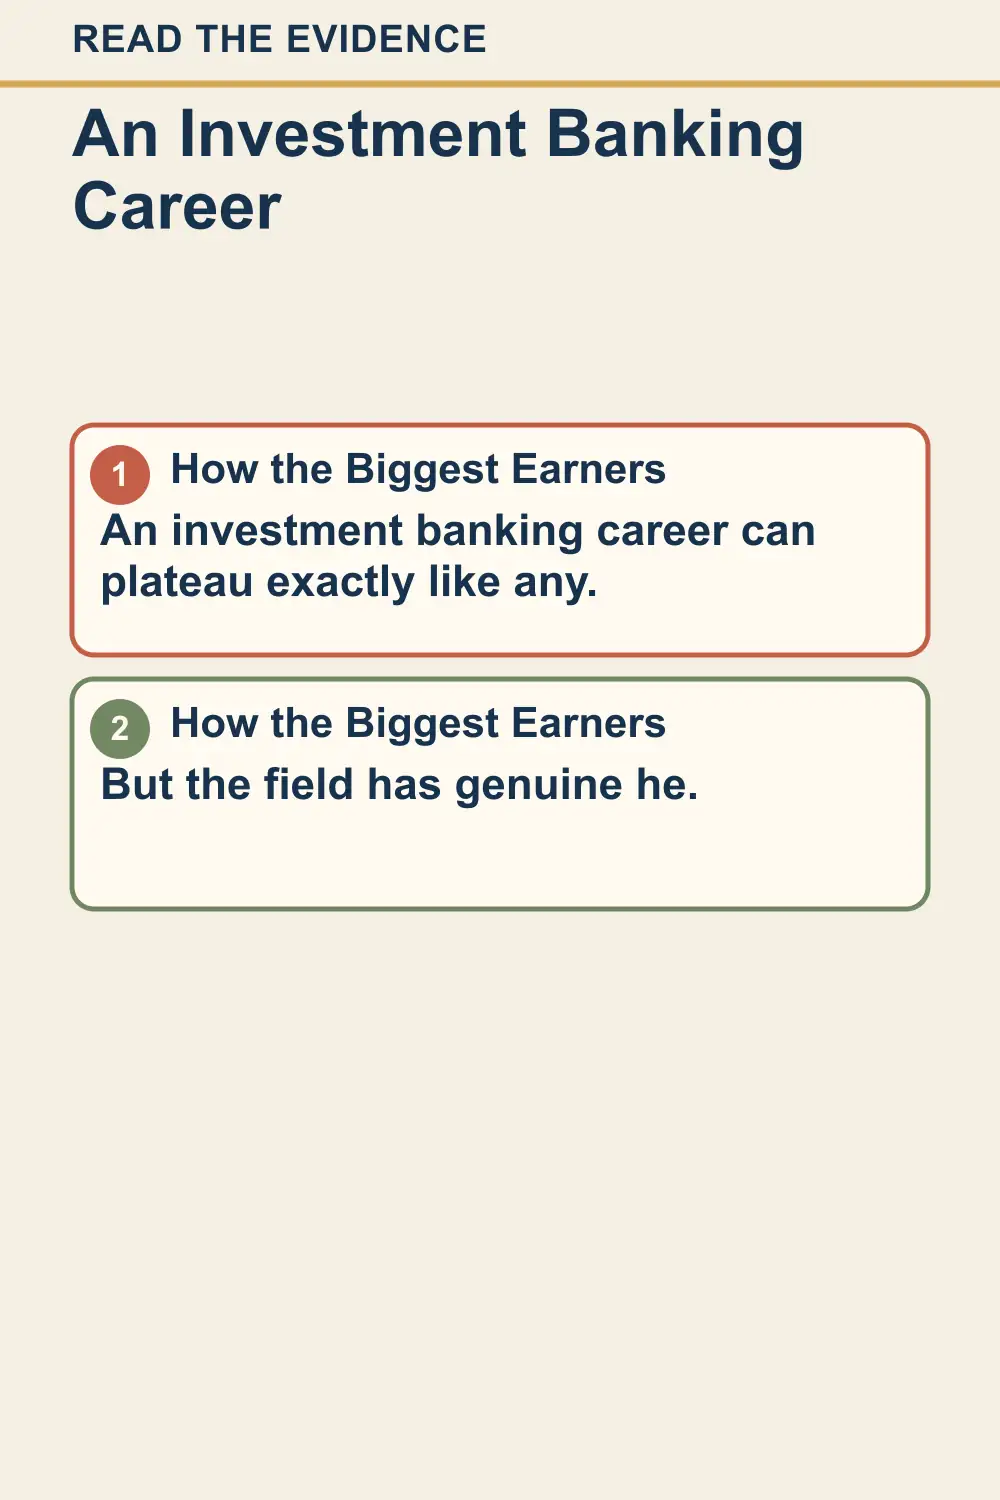 READ THE EVIDENCE
An Investment Banking
Career
1 How the Biggest Earners
An investment banking career can
plateau exactly like any.
2 How the Biggest Earners
But the field has genuine he.